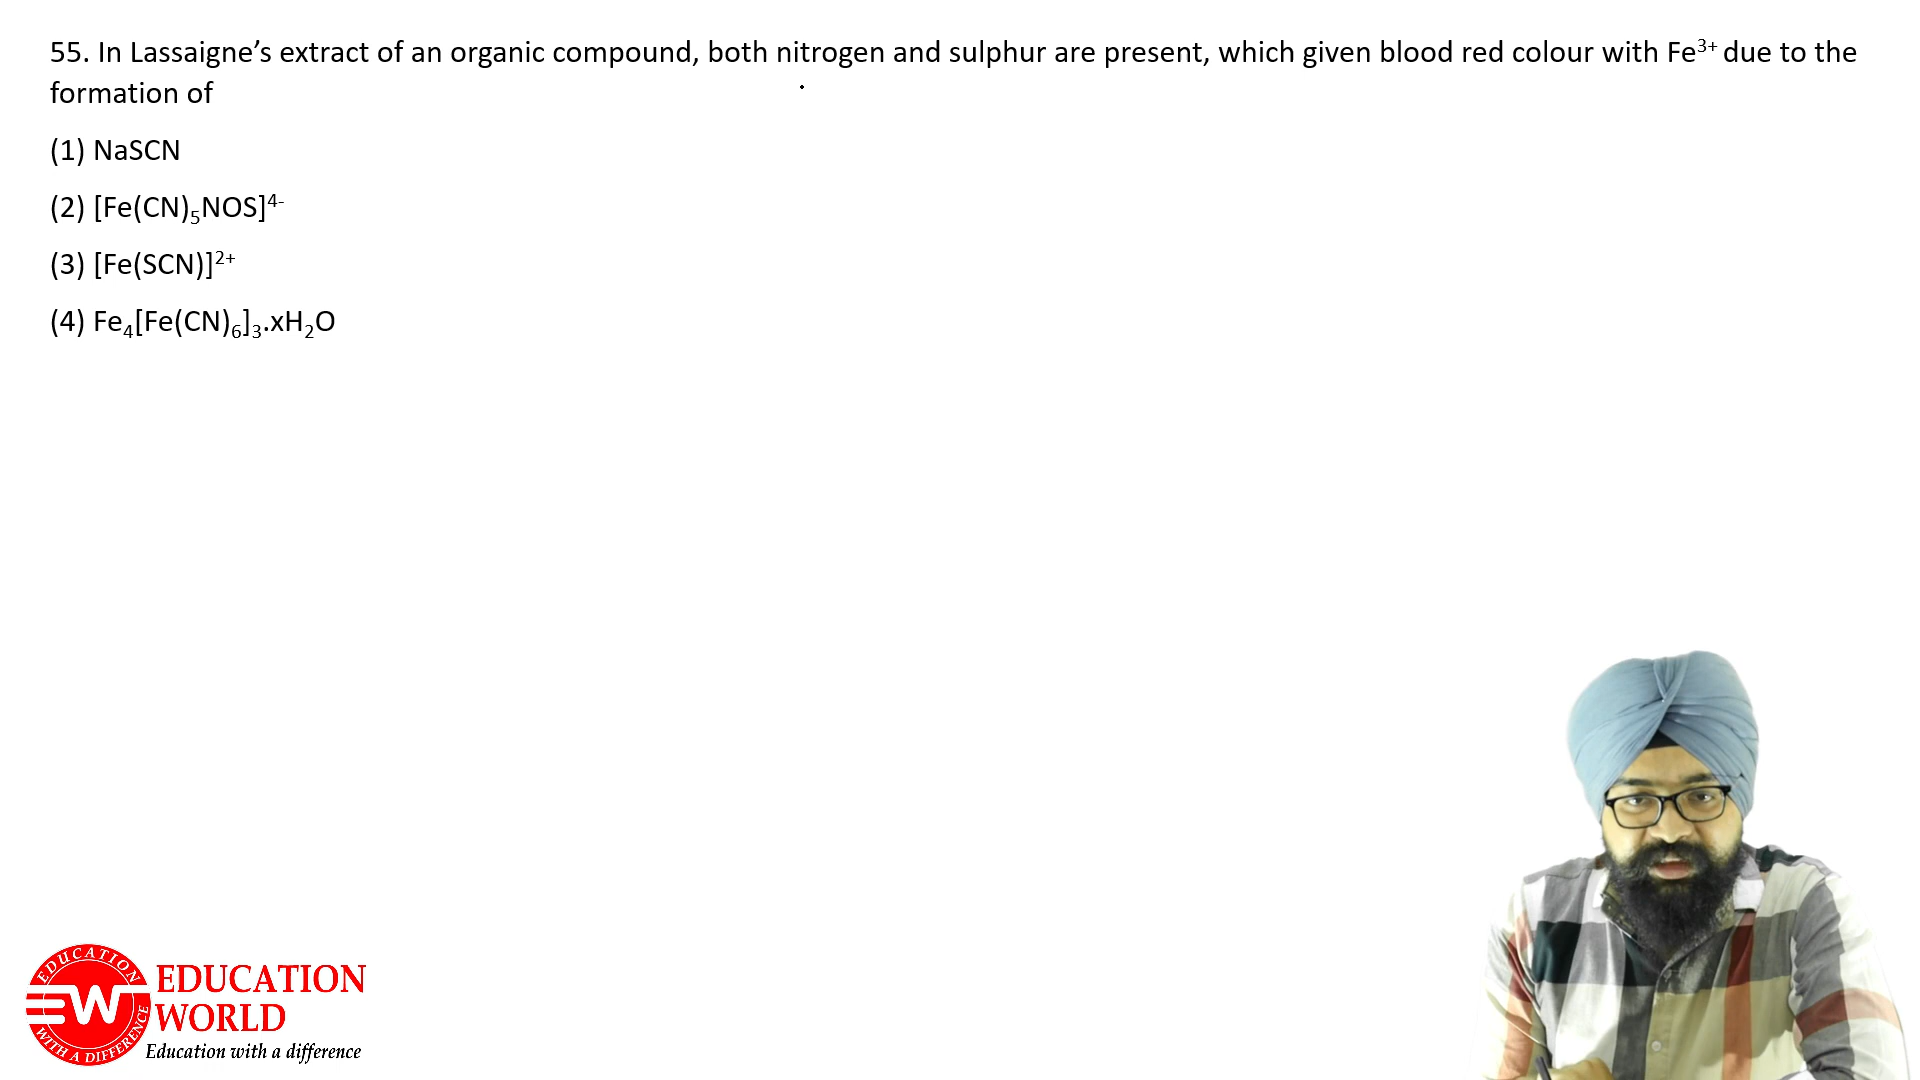 55. In Lassaigne’s extract of an organic compound, both nitrogen and sulphur are present, which given blood red colour with Fe³⁺ due to the
formation of
(1) NaSCN
(2) [Fe(CN)₅NOS]⁴⁻
(3) [Fe(SCN)]²⁺
(4) Fe₄[Fe(CN)₆]₃.xH₂O
EDUCATION
EW
WITH A DIFFERENCE
EDUCATION
WORLD
Education with a difference